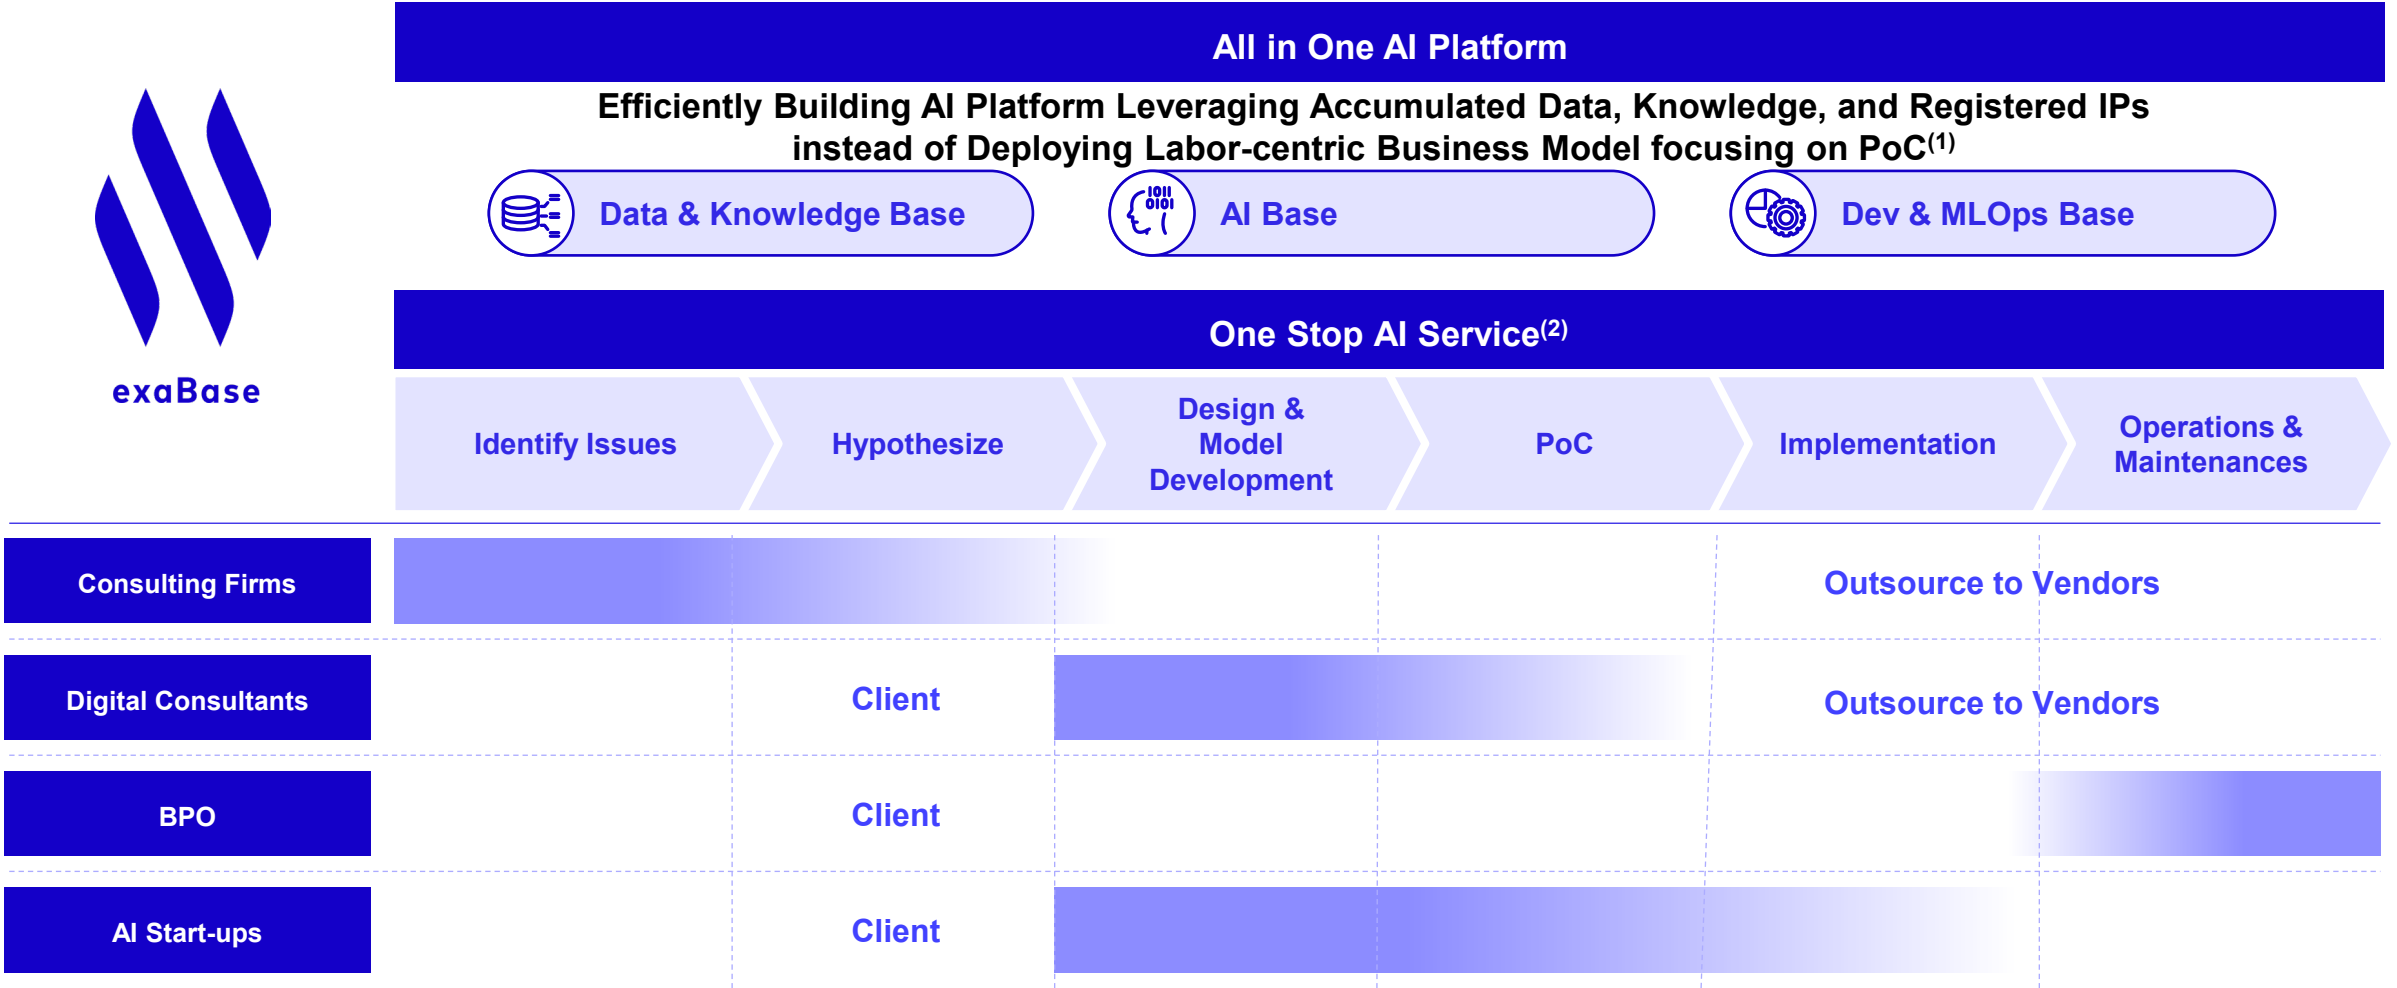 All in One AI Platform
Efficiently Building AI Platform Leveraging Accumulated Data, Knowledge, and Registered IPs
instead of Deploying Labor-centric Business Model focusing on PoC(1)
Data & Knowledge Base
1011
0101
AI Base
Dev & MLOps Base
exaBase
One Stop AI Service(2)
Identify Issues
Hypothesize
Design &
Model
Development
PoC
Implementation
Operations &
Maintenances
Consulting Firms
Outsource to Vendors
Digital Consultants
Client
Outsource to Vendors
BPO
Client
AI Start-ups
Client